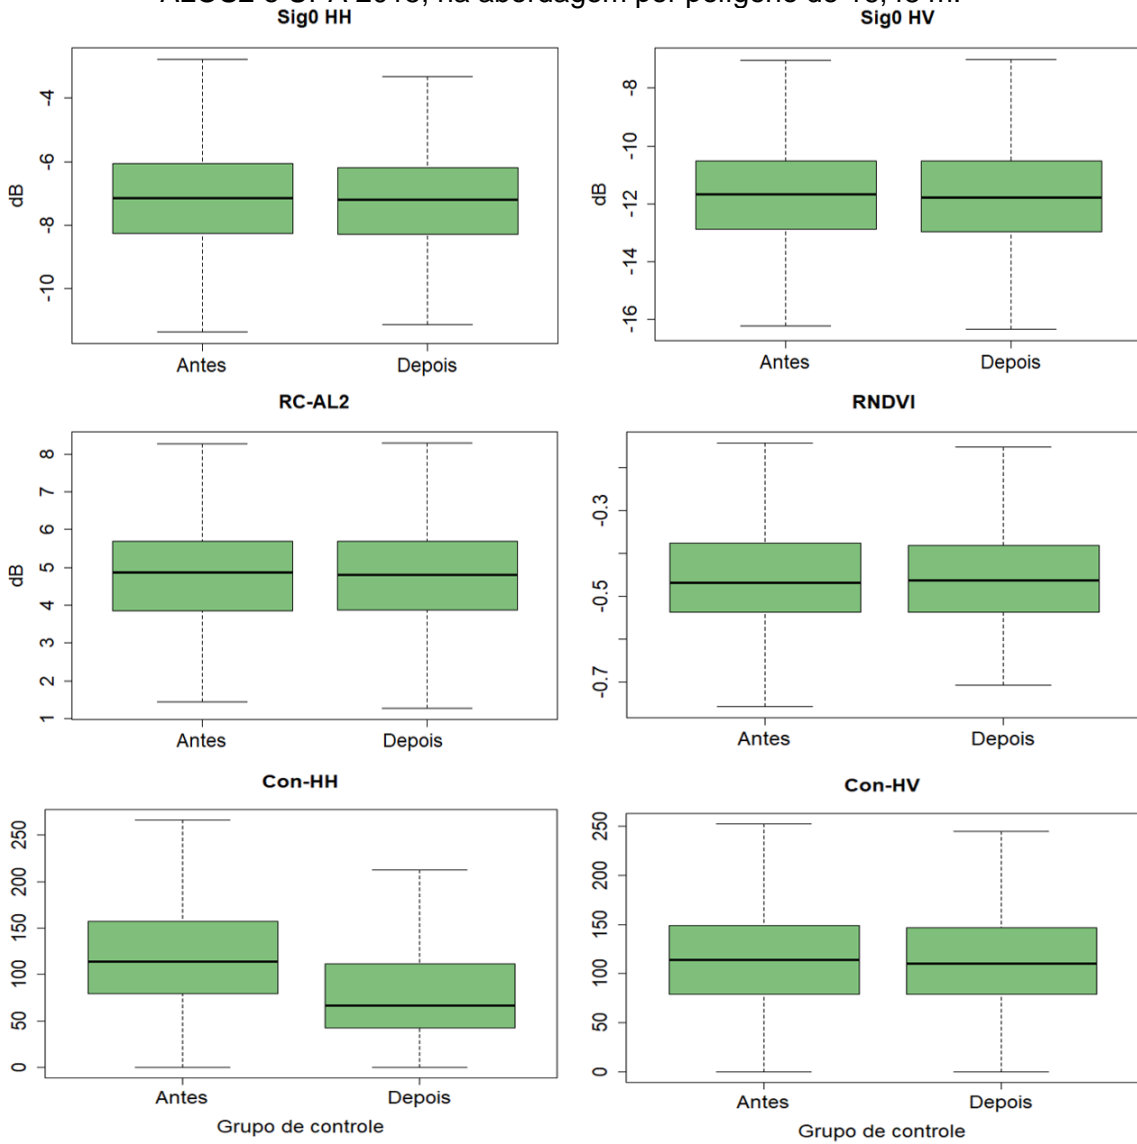 Sig0 HH
Sig0 HV
dB
-4
-6
-8
-10
Antes
Depois
dB
-8
-10
-12
-14
-16
Antes
Depois
RC-AL2
RNDVI
dB
8
7
6
5
4
3
2
1
Antes
Depois
-0.3
-0.5
-0.7
Antes
Depois
Con-HH
Con-HV
250
200
150
100
50
0
Antes
Depois
Grupo de controle
250
200
150
100
50
0
Antes
Depois
Grupo de controle